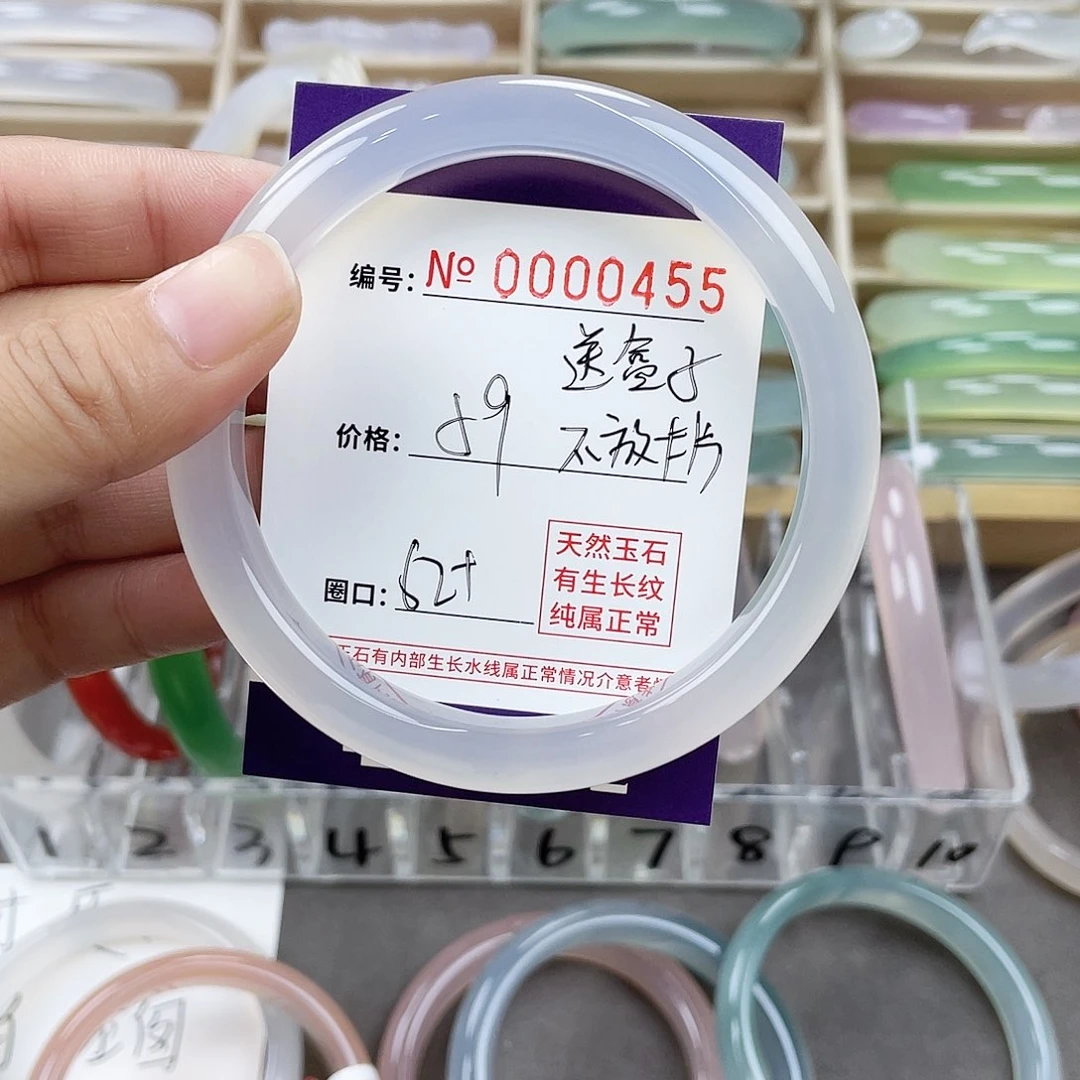 编号: № 0000455
送盒子
价格: 89
不放卡片
圈口: 52+
天然玉石
有生长纹
纯属正常
玉石有内部生长水线属正常情况介意者
1 2 3 4 5 6 7 8 9 10